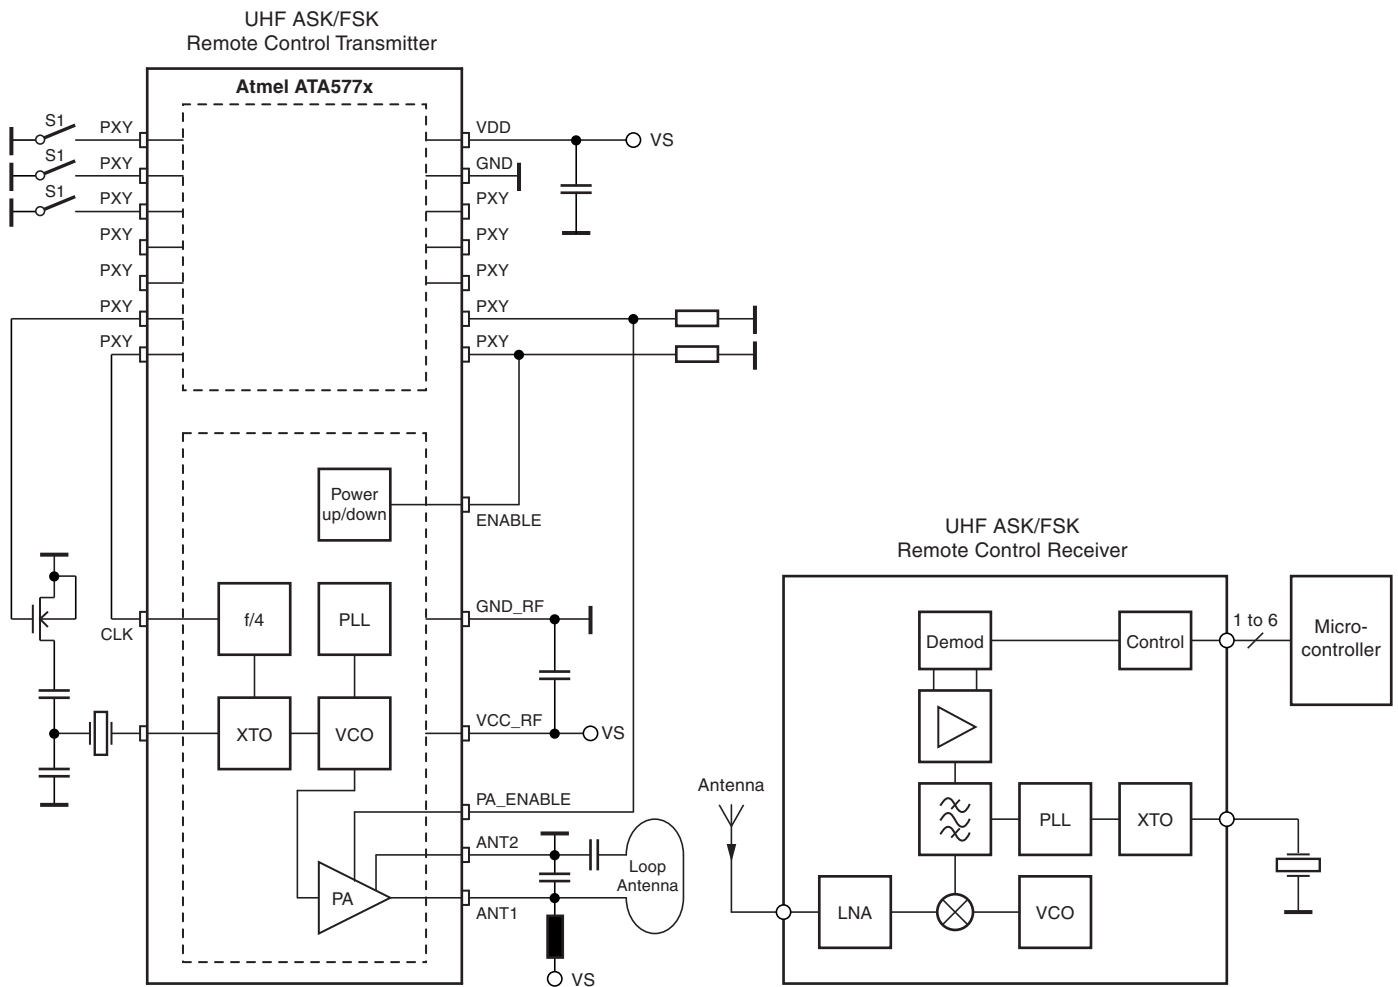 UHF ASK/FSK
Remote Control Transmitter
Atmel ATA577x
S1
PXY
S1
PXY
S1
PXY
PXY
PXY
PXY
PXY
VDD
VS
GND
PXY
PXY
PXY
PXY
PXY
Power
up/down
ENABLE
f/4
PLL
GND_RF
CLK
XTO
VCO
VCC_RF
VS
PA_ENABLE
ANT2
PA
ANT1
Loop
Antenna
VS
UHF ASK/FSK
Remote Control Receiver
Demod
Control
1 to 6
Micro-
controller
Antenna
PLL
XTO
LNA
VCO